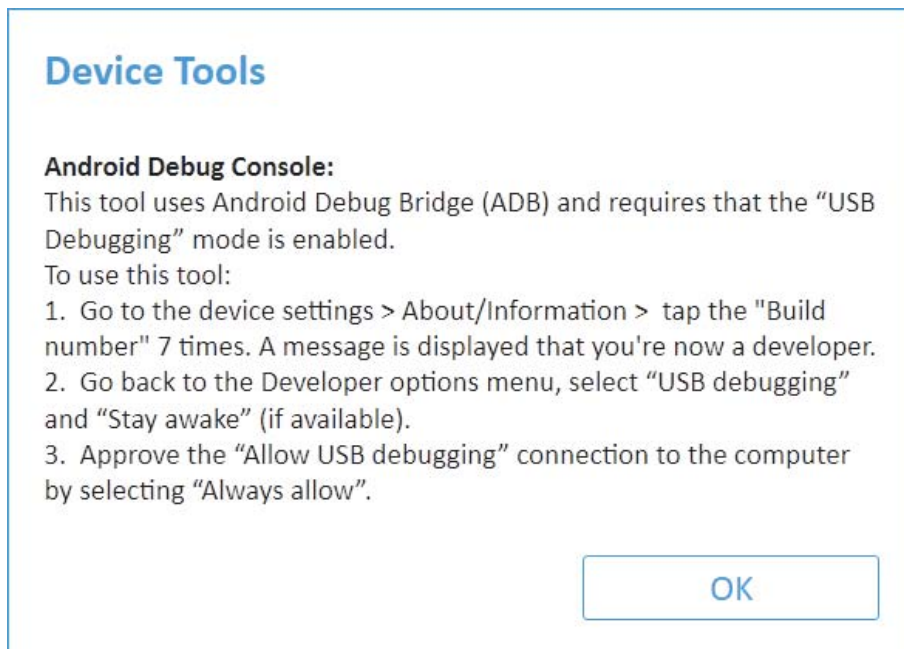 Device Tools
Android Debug Console:
This tool uses Android Debug Bridge (ADB) and requires that the “USB
Debugging” mode is enabled.
To use this tool:
1.  Go to the device settings > About/Information >  tap the "Build
number" 7 times. A message is displayed that you're now a developer.
2.  Go back to the Developer options menu, select “USB debugging”
and “Stay awake” (if available).
3.  Approve the “Allow USB debugging” connection to the computer
by selecting “Always allow”.
OK